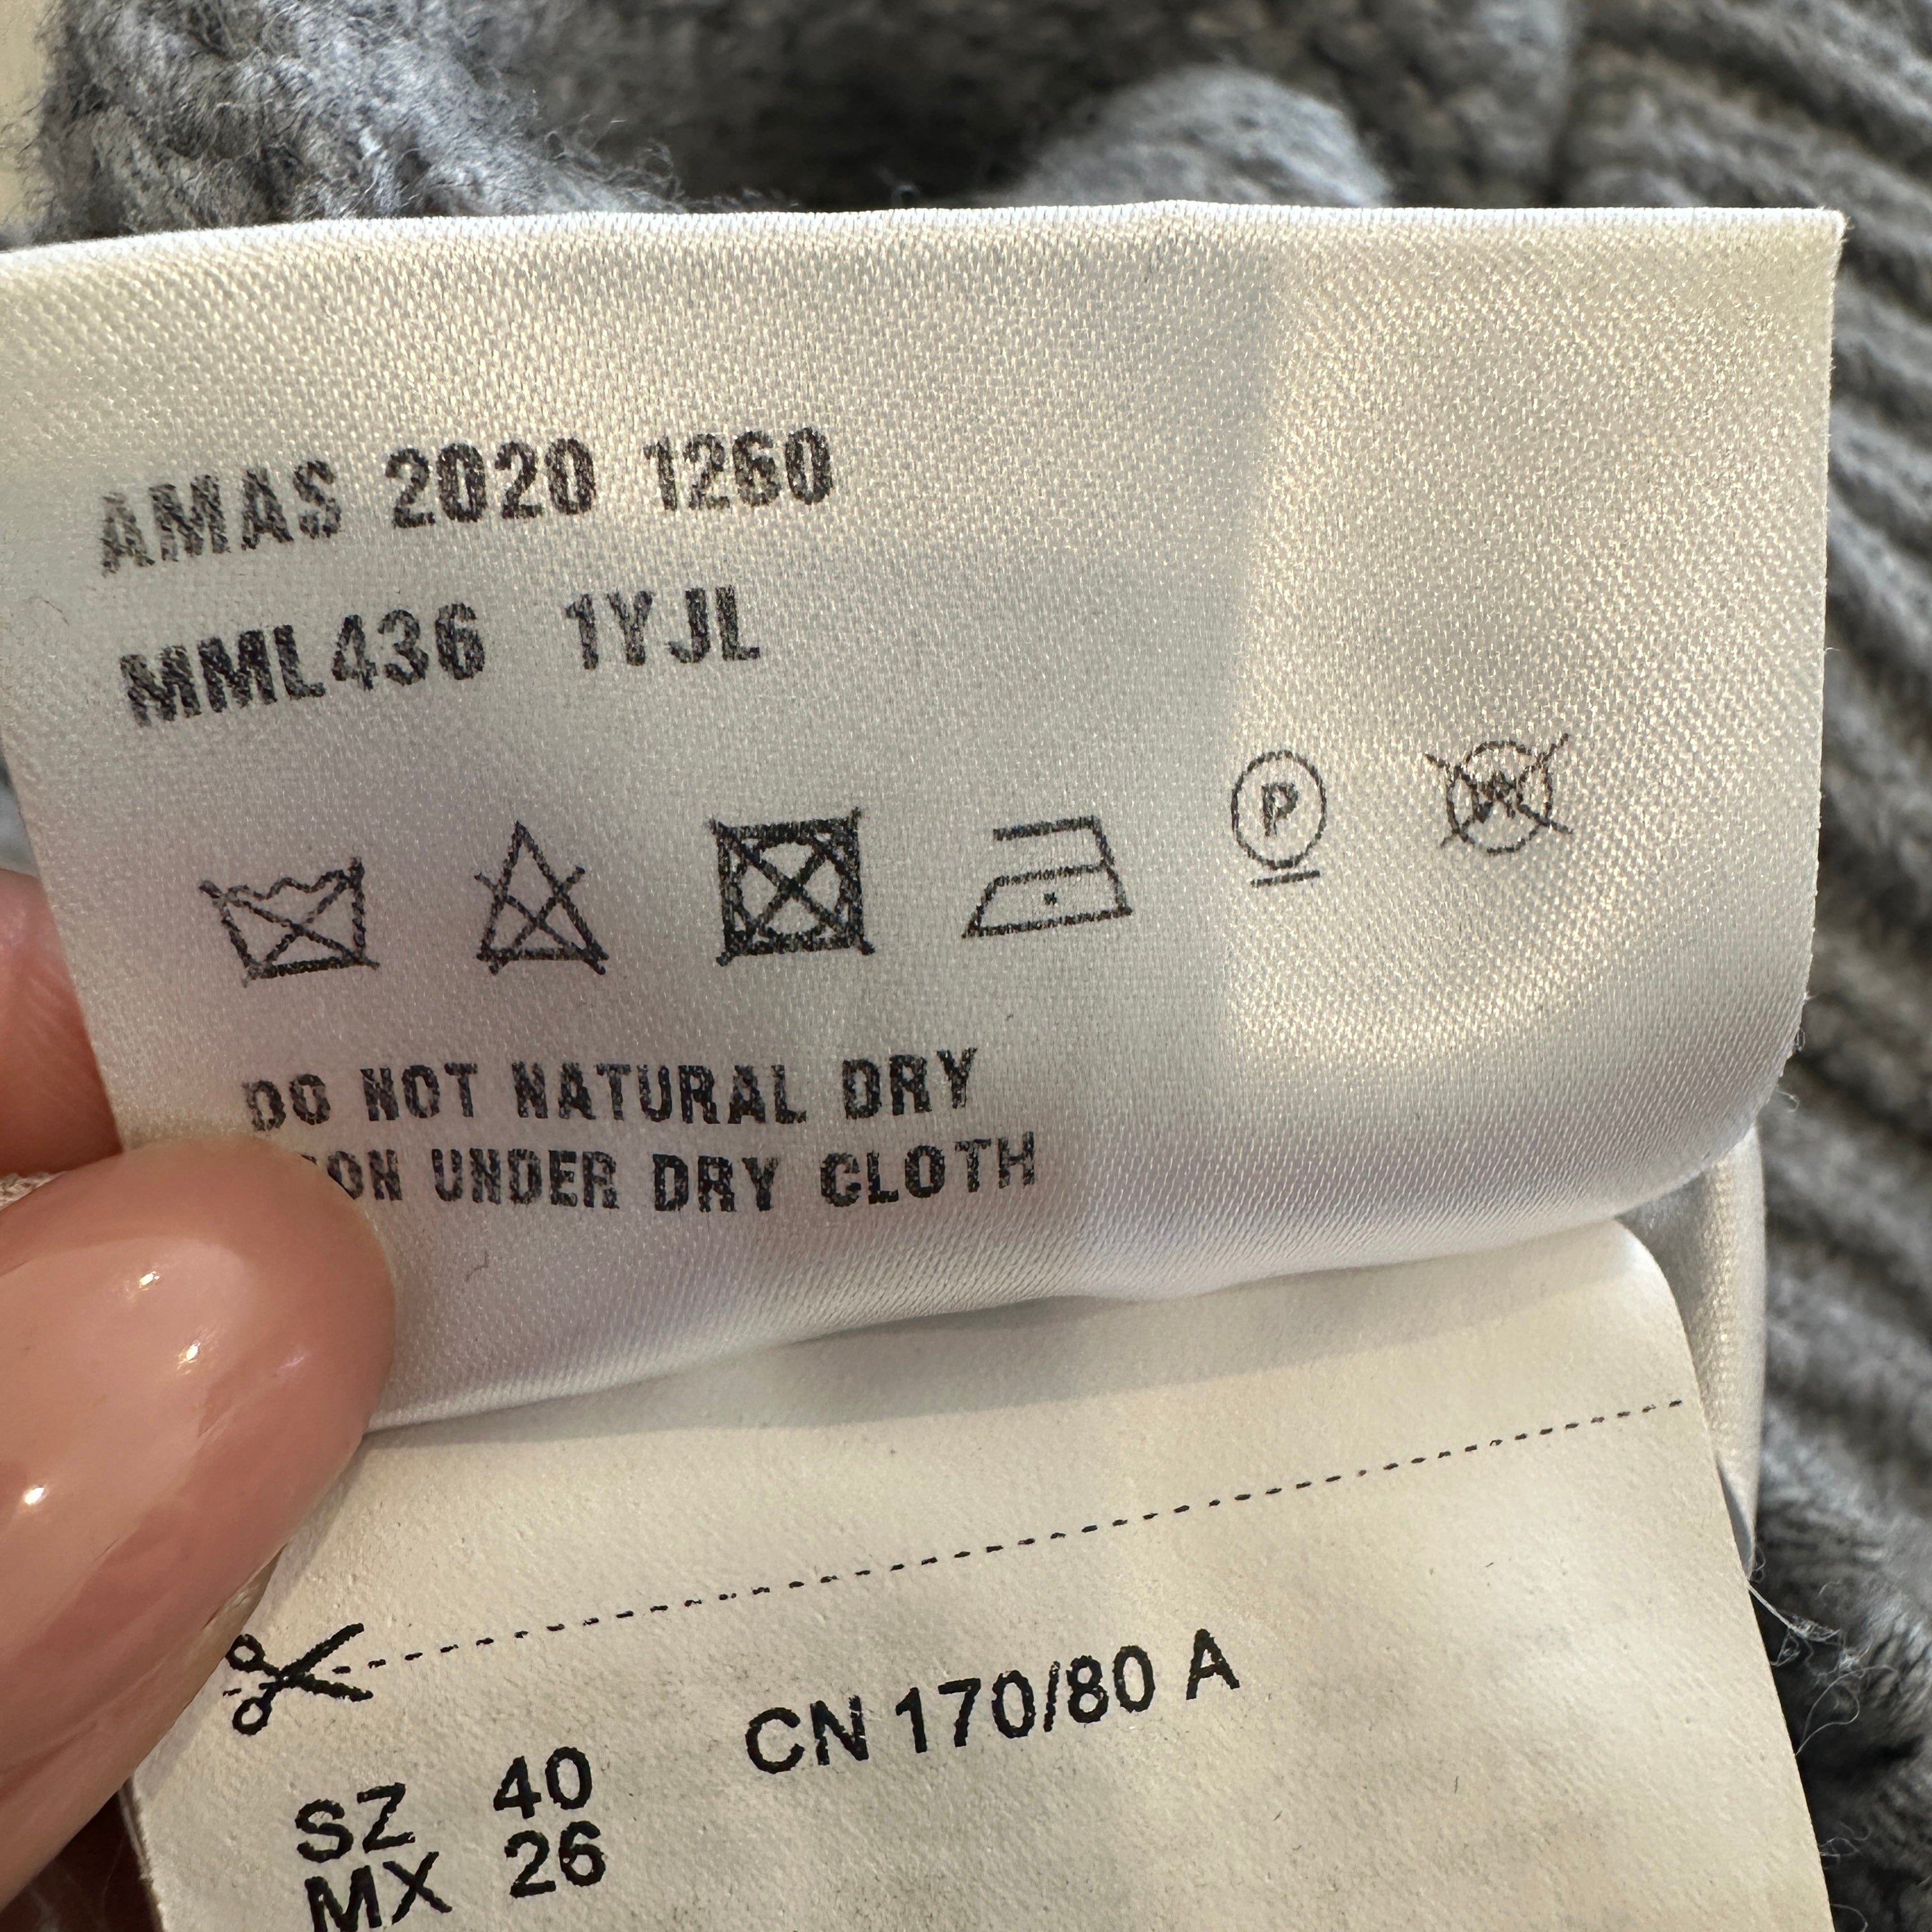 AMAS 2020 1260
MML436 1YJL
P W
DO NOT NATURAL DRY
UNDER DRY CLOTH
CN 170/80 A
SZ 40
MX 26